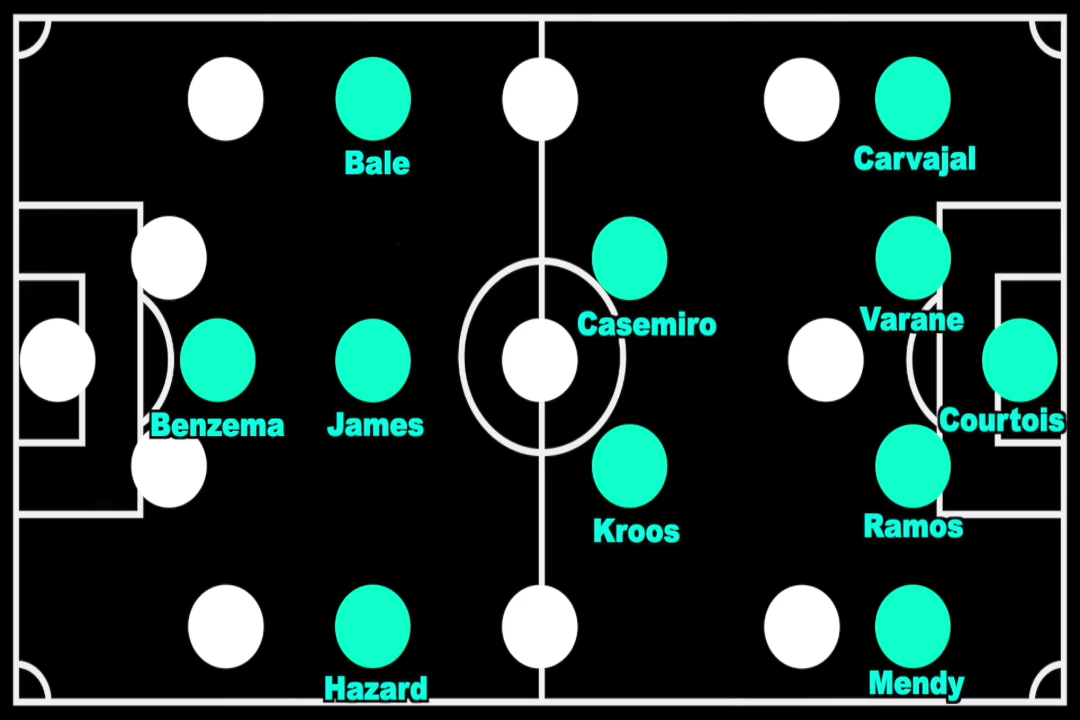 Bale
Carvajal
Casemiro
Varane
Benzema
James
Courtois
Kroos
Ramos
Hazard
Mendy